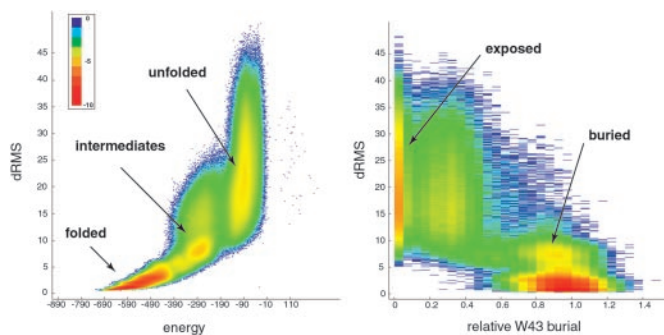 0
-5
-10
45
40
35
30
25
20
15
10
5
0
dRMS
unfolded
intermediates
folded
-690 -590 -490 -390 -290 -190 -90 -10 110
energy
45
40
35
30
25
20
15
10
5
0
dRMS
exposed
buried
0 0.2 0.4 0.6 0.8 1.0 1.2 1.4
relative W43 burial